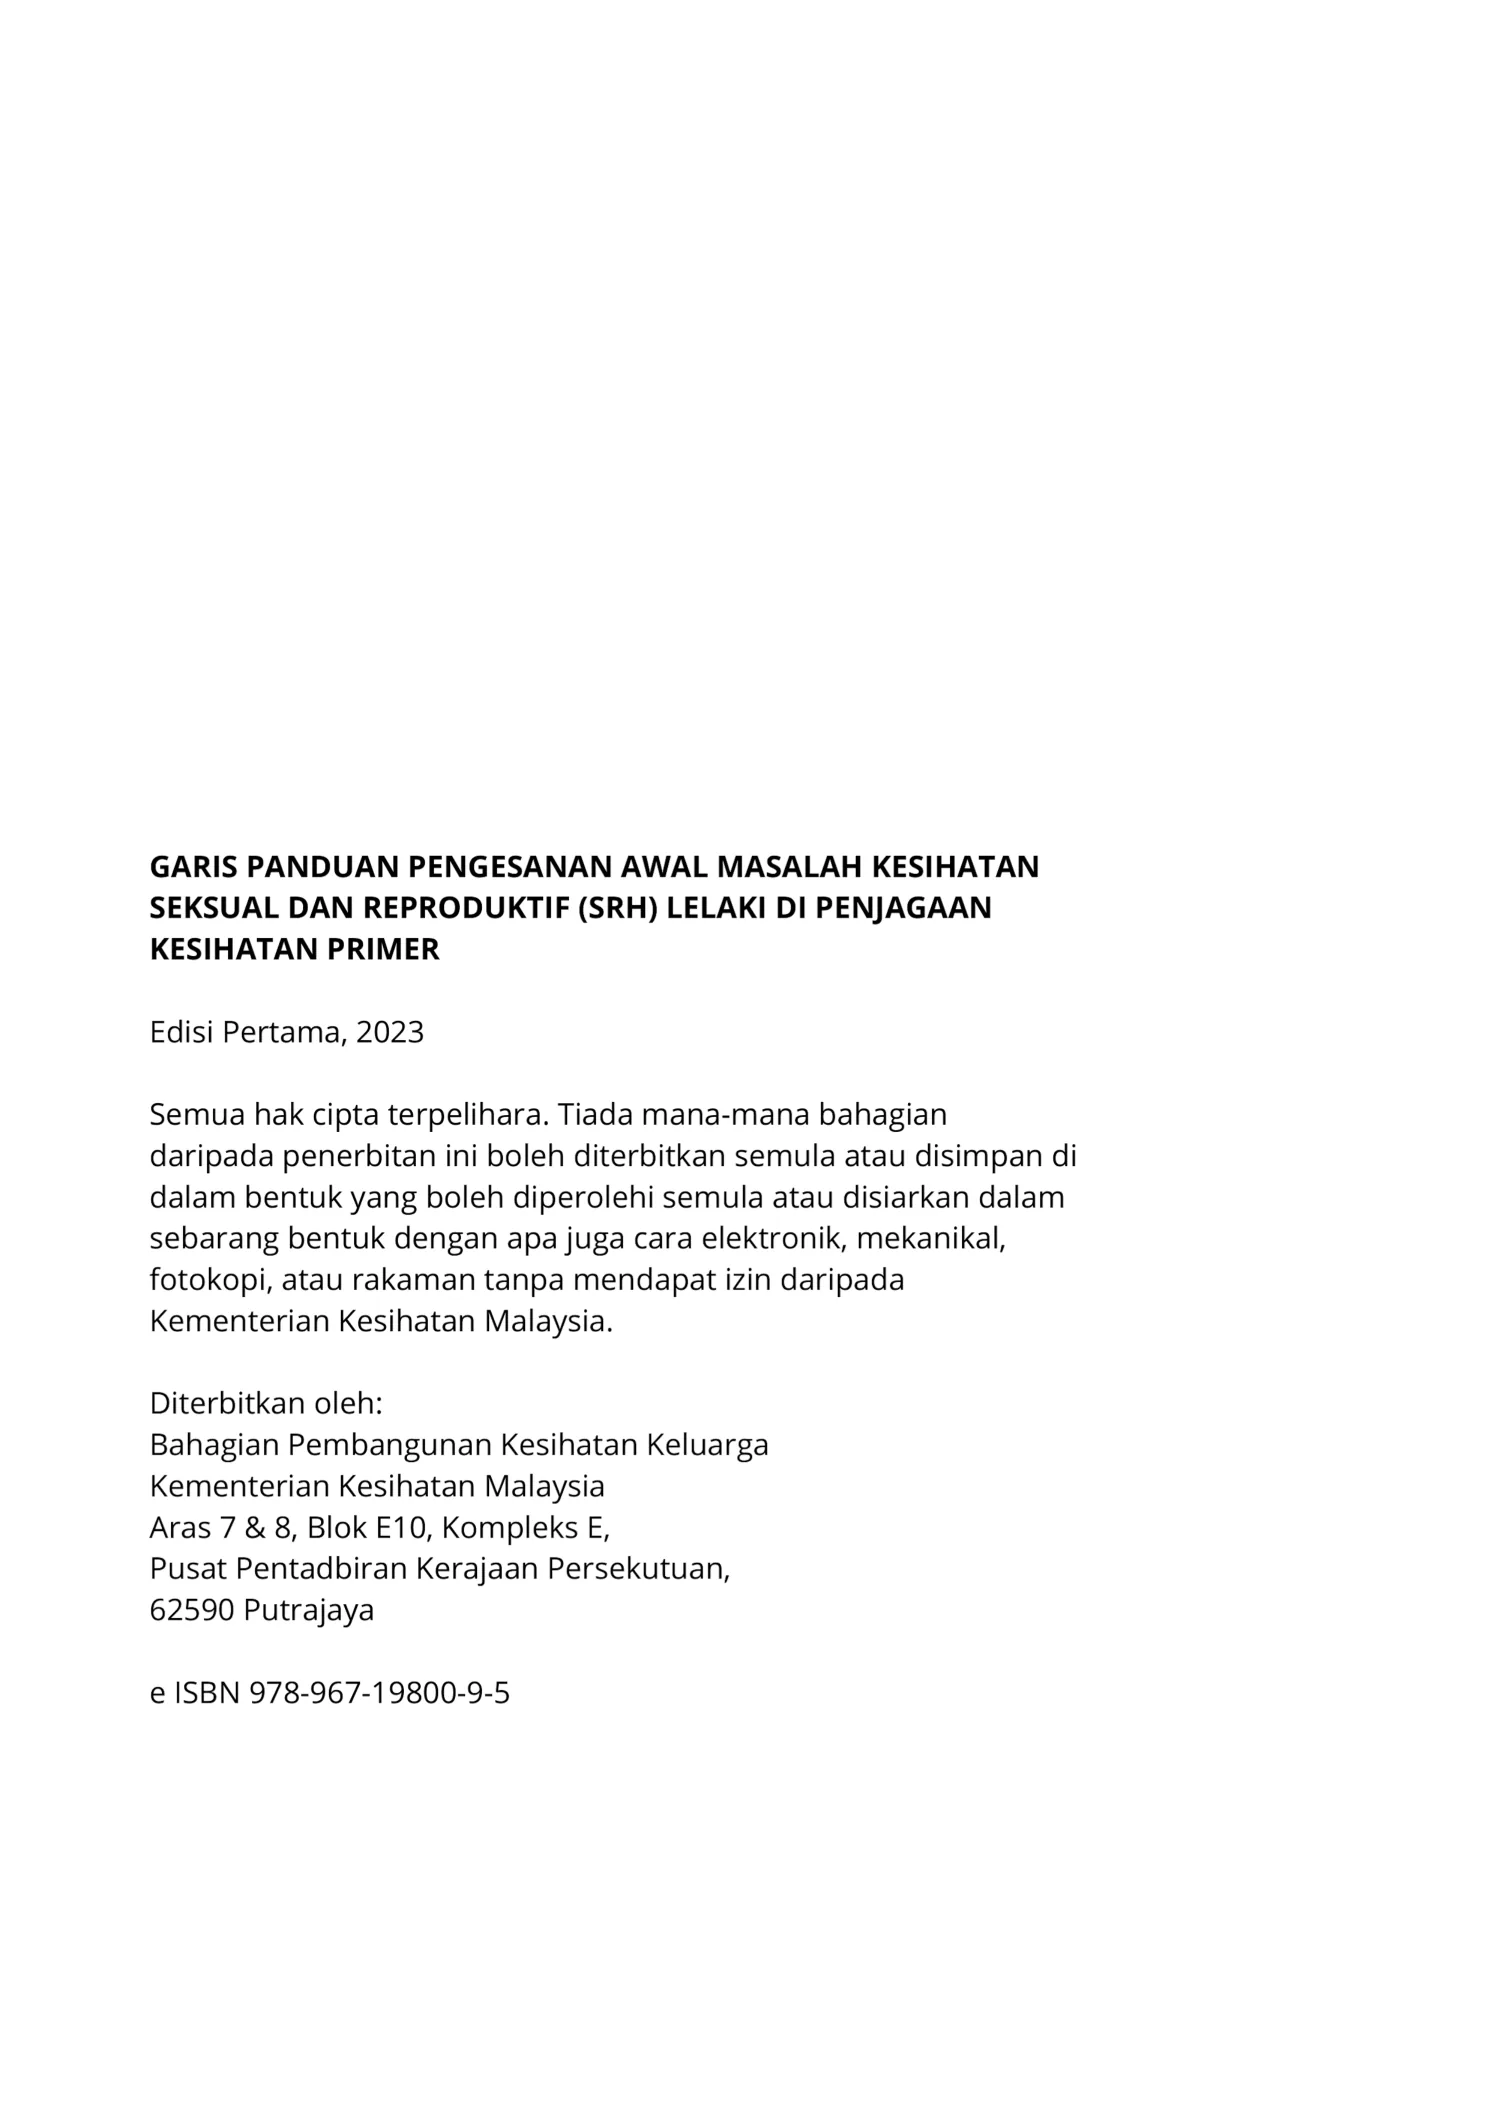 GARIS PANDUAN PENGESANAN AWAL MASALAH KESIHATAN
SEKSUAL DAN REPRODUKTIF (SRH) LELAKI DI PENJAGAAN
KESIHATAN PRIMER
Edisi Pertama, 2023
Semua hak cipta terpelihara. Tiada mana-mana bahagian
daripada penerbitan ini boleh diterbitkan semula atau disimpan di
dalam bentuk yang boleh diperolehi semula atau disiarkan dalam
sebarang bentuk dengan apa juga cara elektronik, mekanikal,
fotokopi, atau rakaman tanpa mendapat izin daripada
Kementerian Kesihatan Malaysia.
Diterbitkan oleh:
Bahagian Pembangunan Kesihatan Keluarga
Kementerian Kesihatan Malaysia
Aras 7 & 8, Blok E10, Kompleks E,
Pusat Pentadbiran Kerajaan Persekutuan,
62590 Putrajaya
e ISBN 978-967-19800-9-5